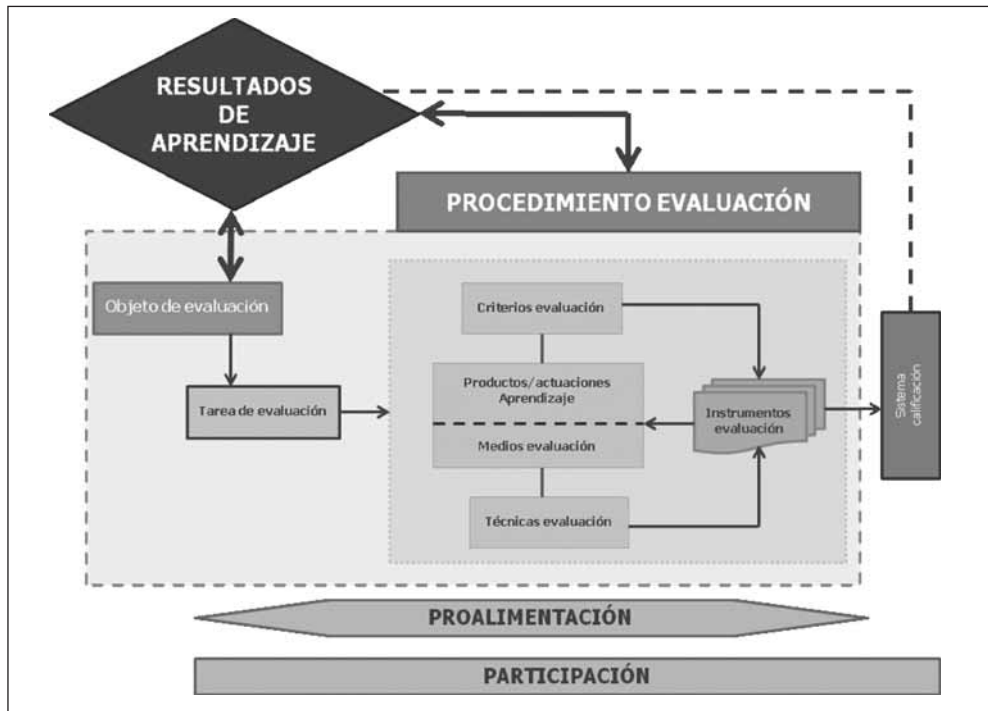 RESULTADOS
DE
APRENDIZAJE
PROCEDIMIENTO EVALUACIÓN
Objeto de evaluación
Tarea de evaluación
Criterios evaluación
Productos/actuaciones
Aprendizaje
Medios evaluación
Técnicas evaluación
Instrumentos
evaluación
Sistema
calificación
PROALIMENTACIÓN
PARTICIPACIÓN